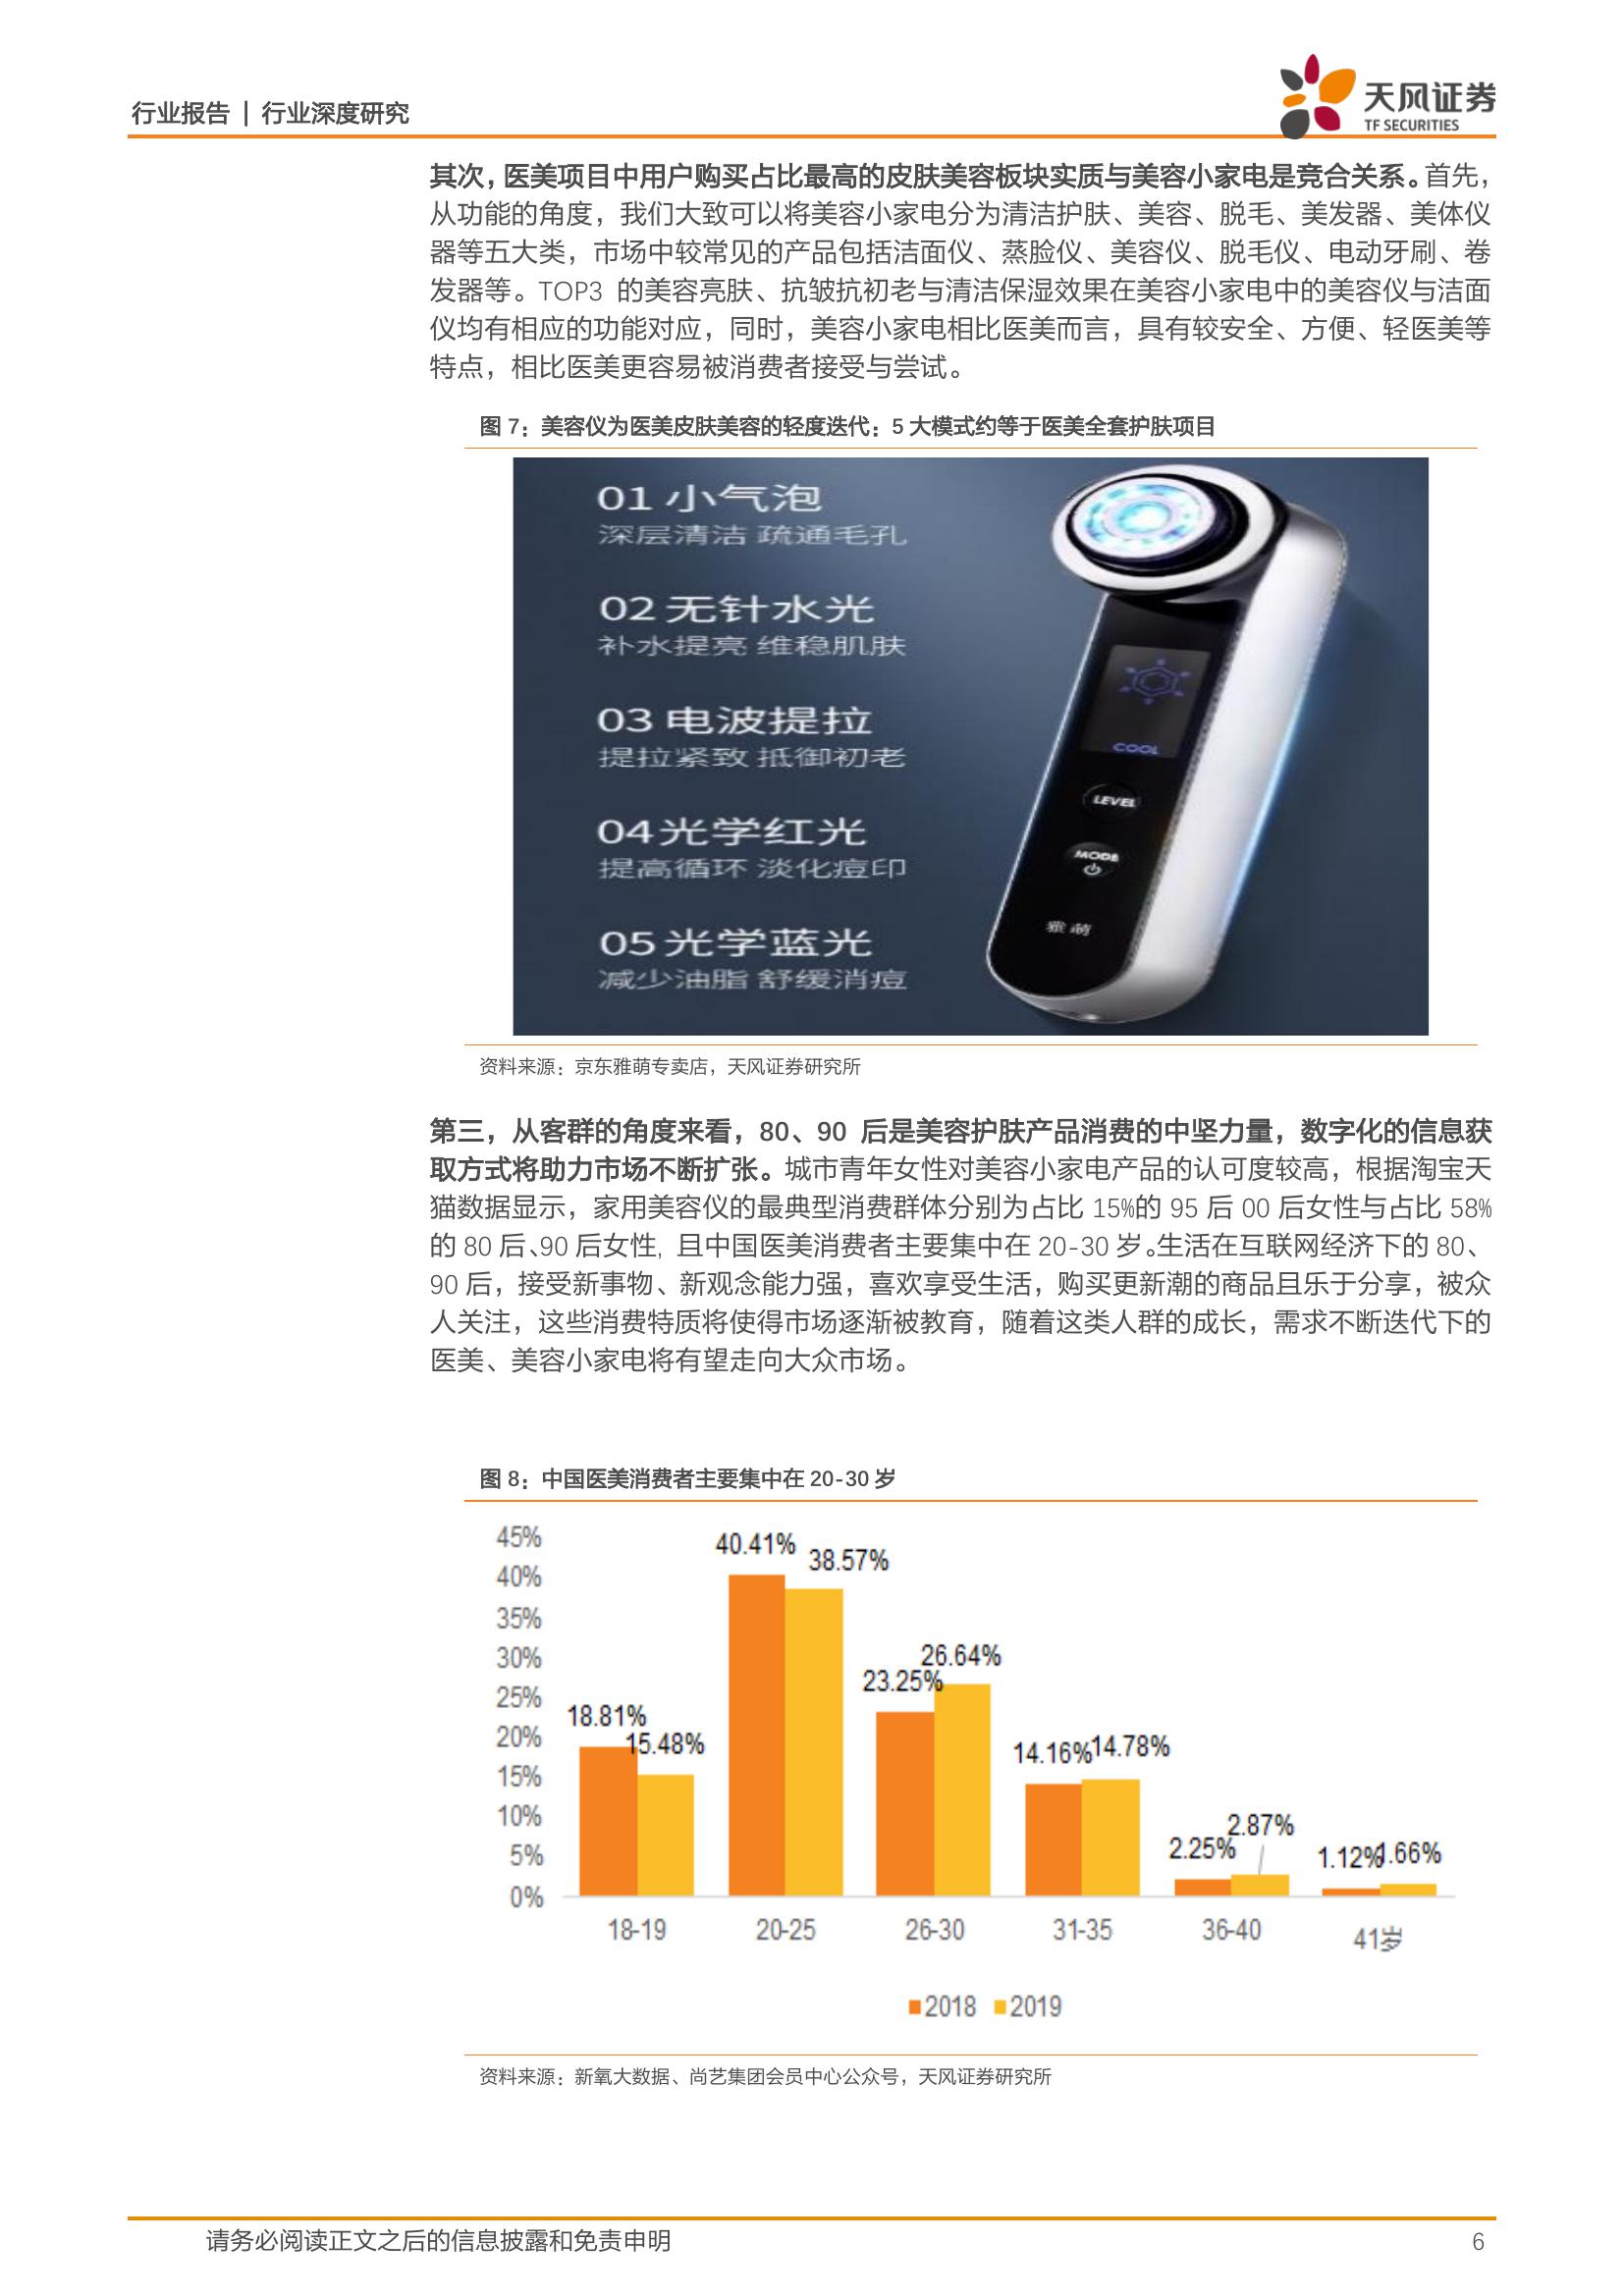 行业报告 | 行业深度研究
天风证券
TF SECURITIES
其次，医美项目中用户购买占比最高的皮肤美容板块实质与美容小家电是竞合关系。首先，
从功能的角度，我们大致可以将美容小家电分为清洁护肤、美容、脱毛、美发器、美体仪
器等五大类，市场中较常见的产品包括洁面仪、蒸脸仪、美容仪、脱毛仪、电动牙刷、卷
发器等。TOP3 的美容亮肤、抗皱抗初老与清洁保湿效果在美容小家电中的美容仪与洁面
仪均有相应的功能对应，同时，美容小家电相比医美而言，具有较安全、方便、轻医美等
特点，相比医美更容易被消费者接受与尝试。
图 7：美容仪为医美皮肤美容的轻度迭代：5 大模式约等于医美全套护肤项目
01 小气泡
深层清洁 疏通毛孔
02 无针水光
补水提亮 维稳肌肤
03 电波提拉
提拉紧致 抵御初老
04 光学红光
提高循环 淡化痘印
05 光学蓝光
减少油脂 舒缓消痘
COOL
LEVEL
MODE
雅萌
资料来源：京东雅萌专卖店，天风证券研究所
第三，从客群的角度来看，80、90 后是美容护肤产品消费的中坚力量，数字化的信息获
取方式将助力市场不断扩张。城市青年女性对美容小家电产品的认可度较高，根据淘宝天
猫数据显示，家用美容仪的最典型消费群体分别为占比 15%的 95 后 00 后女性与占比 58%
的 80 后、90 后女性, 且中国医美消费者主要集中在 20-30 岁。生活在互联网经济下的 80、
90 后，接受新事物、新观念能力强，喜欢享受生活，购买更新潮的商品且乐于分享，被众
人关注，这些消费特质将使得市场逐渐被教育，随着这类人群的成长，需求不断迭代下的
医美、美容小家电将有望走向大众市场。
图 8：中国医美消费者主要集中在 20-30 岁
45%
40%
35%
30%
25%
20%
15%
10%
5%
0%
18.81%
15.48%
40.41%
38.57%
23.25%
26.64%
14.16%
14.78%
2.25%
2.87%
1.12%
1.66%
18-19
20-25
26-30
31-35
36-40
41岁
2018
2019
资料来源：新氧大数据、尚艺集团会员中心公众号，天风证券研究所
请务必阅读正文之后的信息披露和免责申明
6